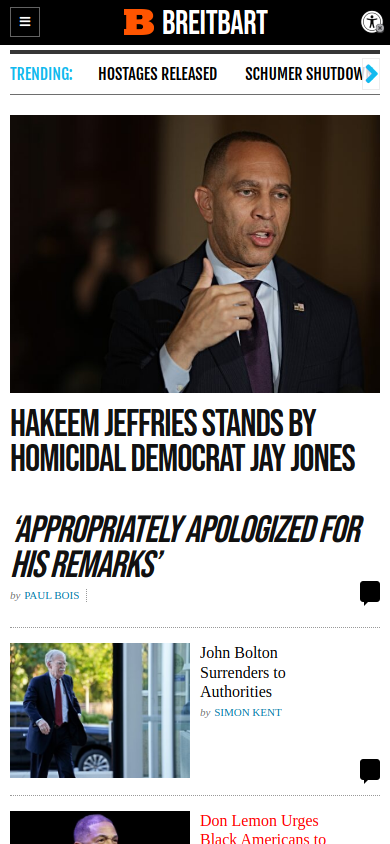 B BREITBART
TRENDING:
HOSTAGES RELEASED
SCHUMER SHUTDOW
HAKEEM JEFFRIES STANDS BY
HOMICIDAL DEMOCRAT JAY JONES
‘APPROPRIATELY APOLOGIZED FOR
HIS REMARKS’
by PAUL BOIS
John Bolton
Surrenders to
Authorities
by SIMON KENT
Don Lemon Urges
Black Americans to